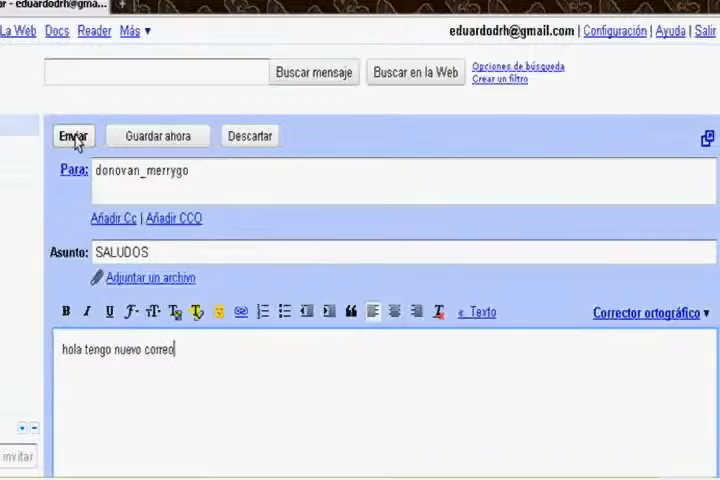 ar - eduardodrh@gma...
La Web Docs Reader Más ▼
eduardodrh@gmail.com | Configuración | Ayuda | Salir
Buscar mensaje Buscar en la Web Opciones de búsqueda
Crear un filtro
Enviar Guardar ahora Descartar
Para: donovan_merrygo
Añadir Cc | Añadir CCO
Asunto: SALUDOS
Adjuntar un archivo
B I U « Texto Corrector ortográfico ▼
hola tengo nuevo correo
invitar